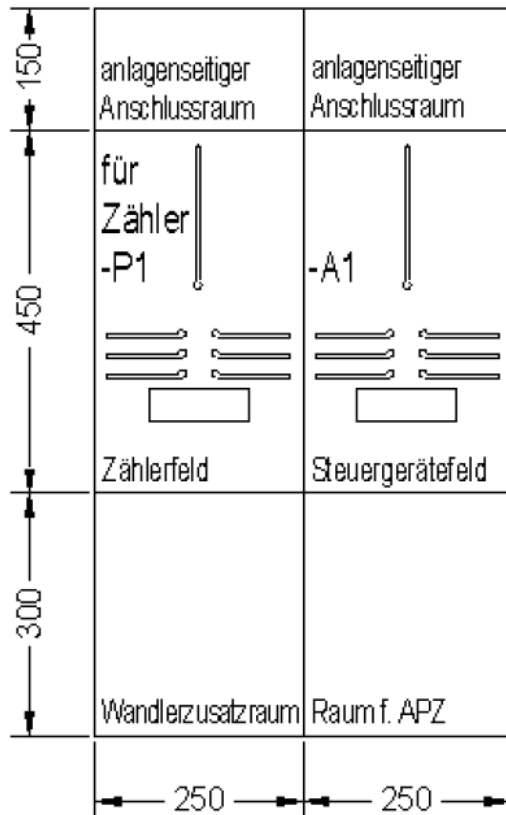 150
anlagenseitiger
Anschlussraum
anlagenseitiger
Anschlussraum
450
für
Zähler
-P1
-A1
Zählerfeld
Steuergerätefeld
300
Wandlerzusatzraum
Raum f. APZ
250
250